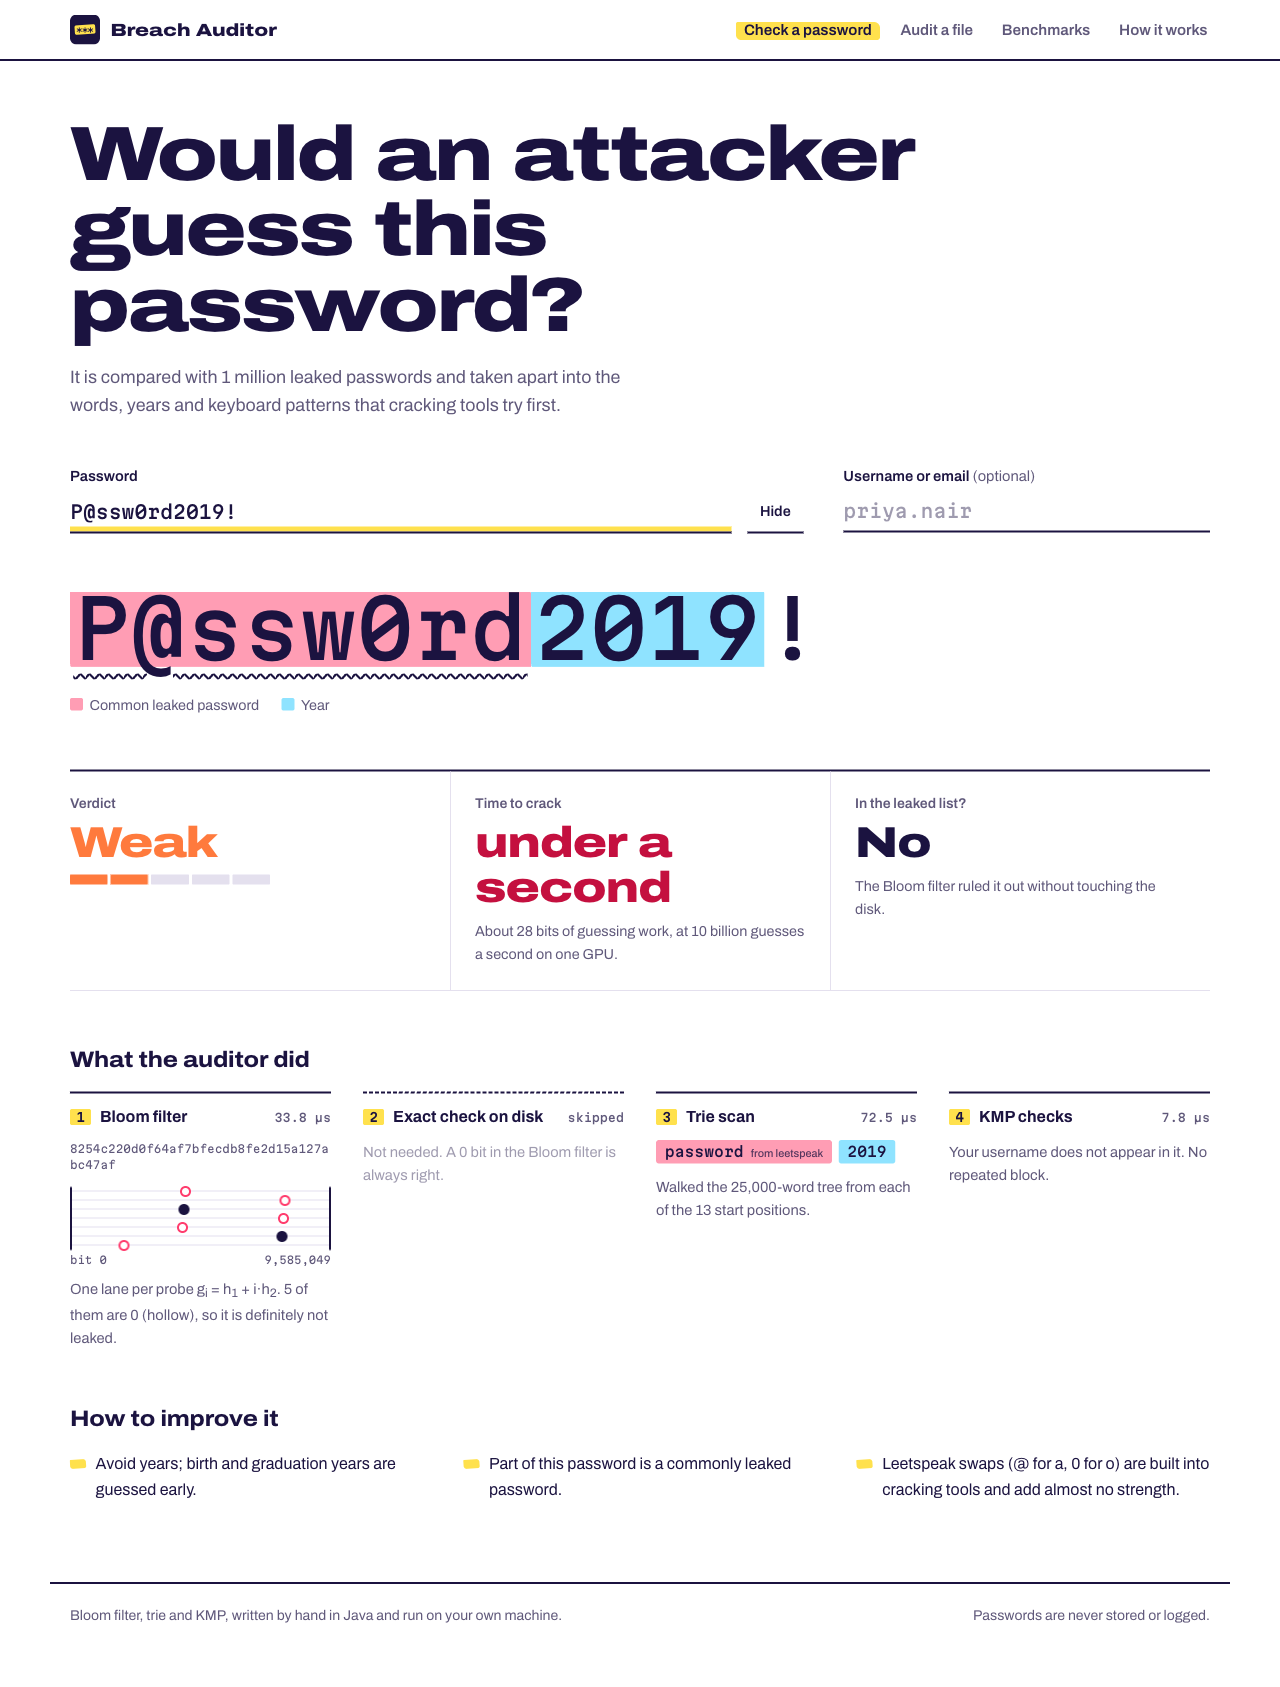 *** Breach Auditor
Check a password Audit a file Benchmarks How it works
Would an attacker
guess this
password?
It is compared with 1 million leaked passwords and taken apart into the
words, years and keyboard patterns that cracking tools try first.
Password
P@ssw0rd2019!
Hide
Username or email (optional)
priya.nair
P@ssw0rd2019!
Common leaked password Year
Verdict
Weak
Time to crack
under a
second
About 28 bits of guessing work, at 10 billion guesses
a second on one GPU.
In the leaked list?
No
The Bloom filter ruled it out without touching the
disk.
What the auditor did
1 Bloom filter 33.8 µs
8254c220d0f64af7bfecdb8fe2d15a127a
bc47af
bit 0 9,585,049
One lane per probe gi = h1 + i·h2. 5 of
them are 0 (hollow), so it is definitely not
leaked.
2 Exact check on disk skipped
Not needed. A 0 bit in the Bloom filter is
always right.
3 Trie scan 72.5 µs
password from leetspeak 2019
Walked the 25,000-word tree from each
of the 13 start positions.
4 KMP checks 7.8 µs
Your username does not appear in it. No
repeated block.
How to improve it
Avoid years; birth and graduation years are
guessed early.
Part of this password is a commonly leaked
password.
Leetspeak swaps (@ for a, 0 for o) are built into
cracking tools and add almost no strength.
Bloom filter, trie and KMP, written by hand in Java and run on your own machine.
Passwords are never stored or logged.